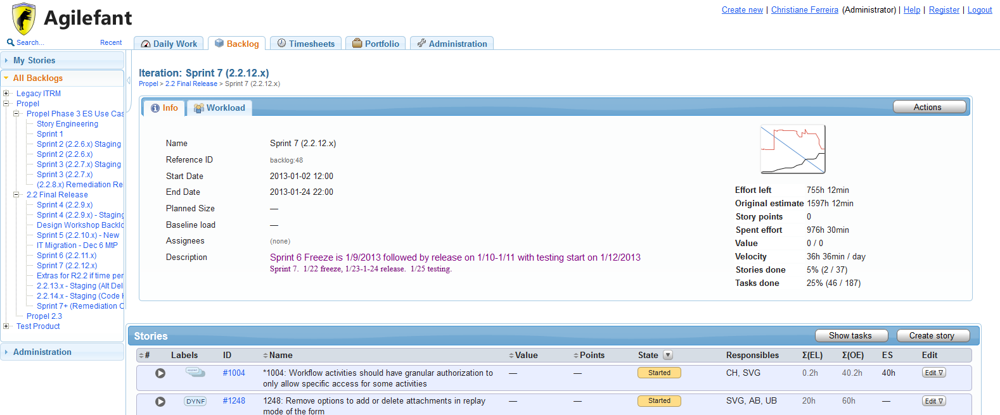 Agilefant
Create new | Christiane Ferreira (Administrator) | Help | Register | Logout
Search... Recent
Daily Work Backlog Timesheets Portfolio Administration
My Stories
All Backlogs
Legacy ITRM
Propel
Propel Phase 3 ES Use Cas
Story Engineering
Sprint 1
Sprint 2 (2.2.6.x) Staging
Sprint 2 (2.2.6.x)
Sprint 3 (2.2.7.x) Staging
Sprint 3 (2.2.7.x)
(2.2.8.x) Remediation Re
2.2 Final Release
Sprint 4 (2.2.9.x)
Sprint 4 (2.2.9.x) - Staging
Design Workshop Backlo
Sprint 5 (2.2.10.x) - New
IT Migration - Dec 6 MtP
Sprint 6 (2.2.11.x)
Sprint 7 (2.2.12.x)
Extras for R2.2 if time per
2.2.13.x - Staging (Alt Del
2.2.14.x - Staging (Code
Sprint 7+ (Remediation C
Propel 2.3
Test Product
Administration
Iteration: Sprint 7 (2.2.12.x)
Propel > 2.2 Final Release > Sprint 7 (2.2.12.x)
Info Workload Actions
Name Sprint 7 (2.2.12.x)
Reference ID backlog:48
Start Date 2013-01-02 12:00
End Date 2013-01-24 22:00
Planned Size —
Baseline load —
Assignees (none)
Description Sprint 6 Freeze is 1/9/2013 followed by release on 1/10-1/11 with testing start on 1/12/2013
Sprint 7. 1/22 freeze, 1/23-1-24 release. 1/25 testing.
Effort left 755h 12min
Original estimate 1597h 12min
Story points 0
Spent effort 976h 30min
Value 0 / 0
Velocity 36h 36min / day
Stories done 5% (2 / 37)
Tasks done 25% (46 / 187)
Stories Show tasks Create story
# Labels ID Name Value Points State Responsibles Σ(EL) Σ(OE) ES Edit
#1004 *1004: Workflow activities should have granular authorization to — — Started CH, SVG 0.2h 40.2h 40h Edit ∇
only allow specific access for some activities
DYNF #1248 1248: Remove options to add or delete attachments in replay — — Started SVG, AB, UB 20h 60h — Edit ∇
mode of the form